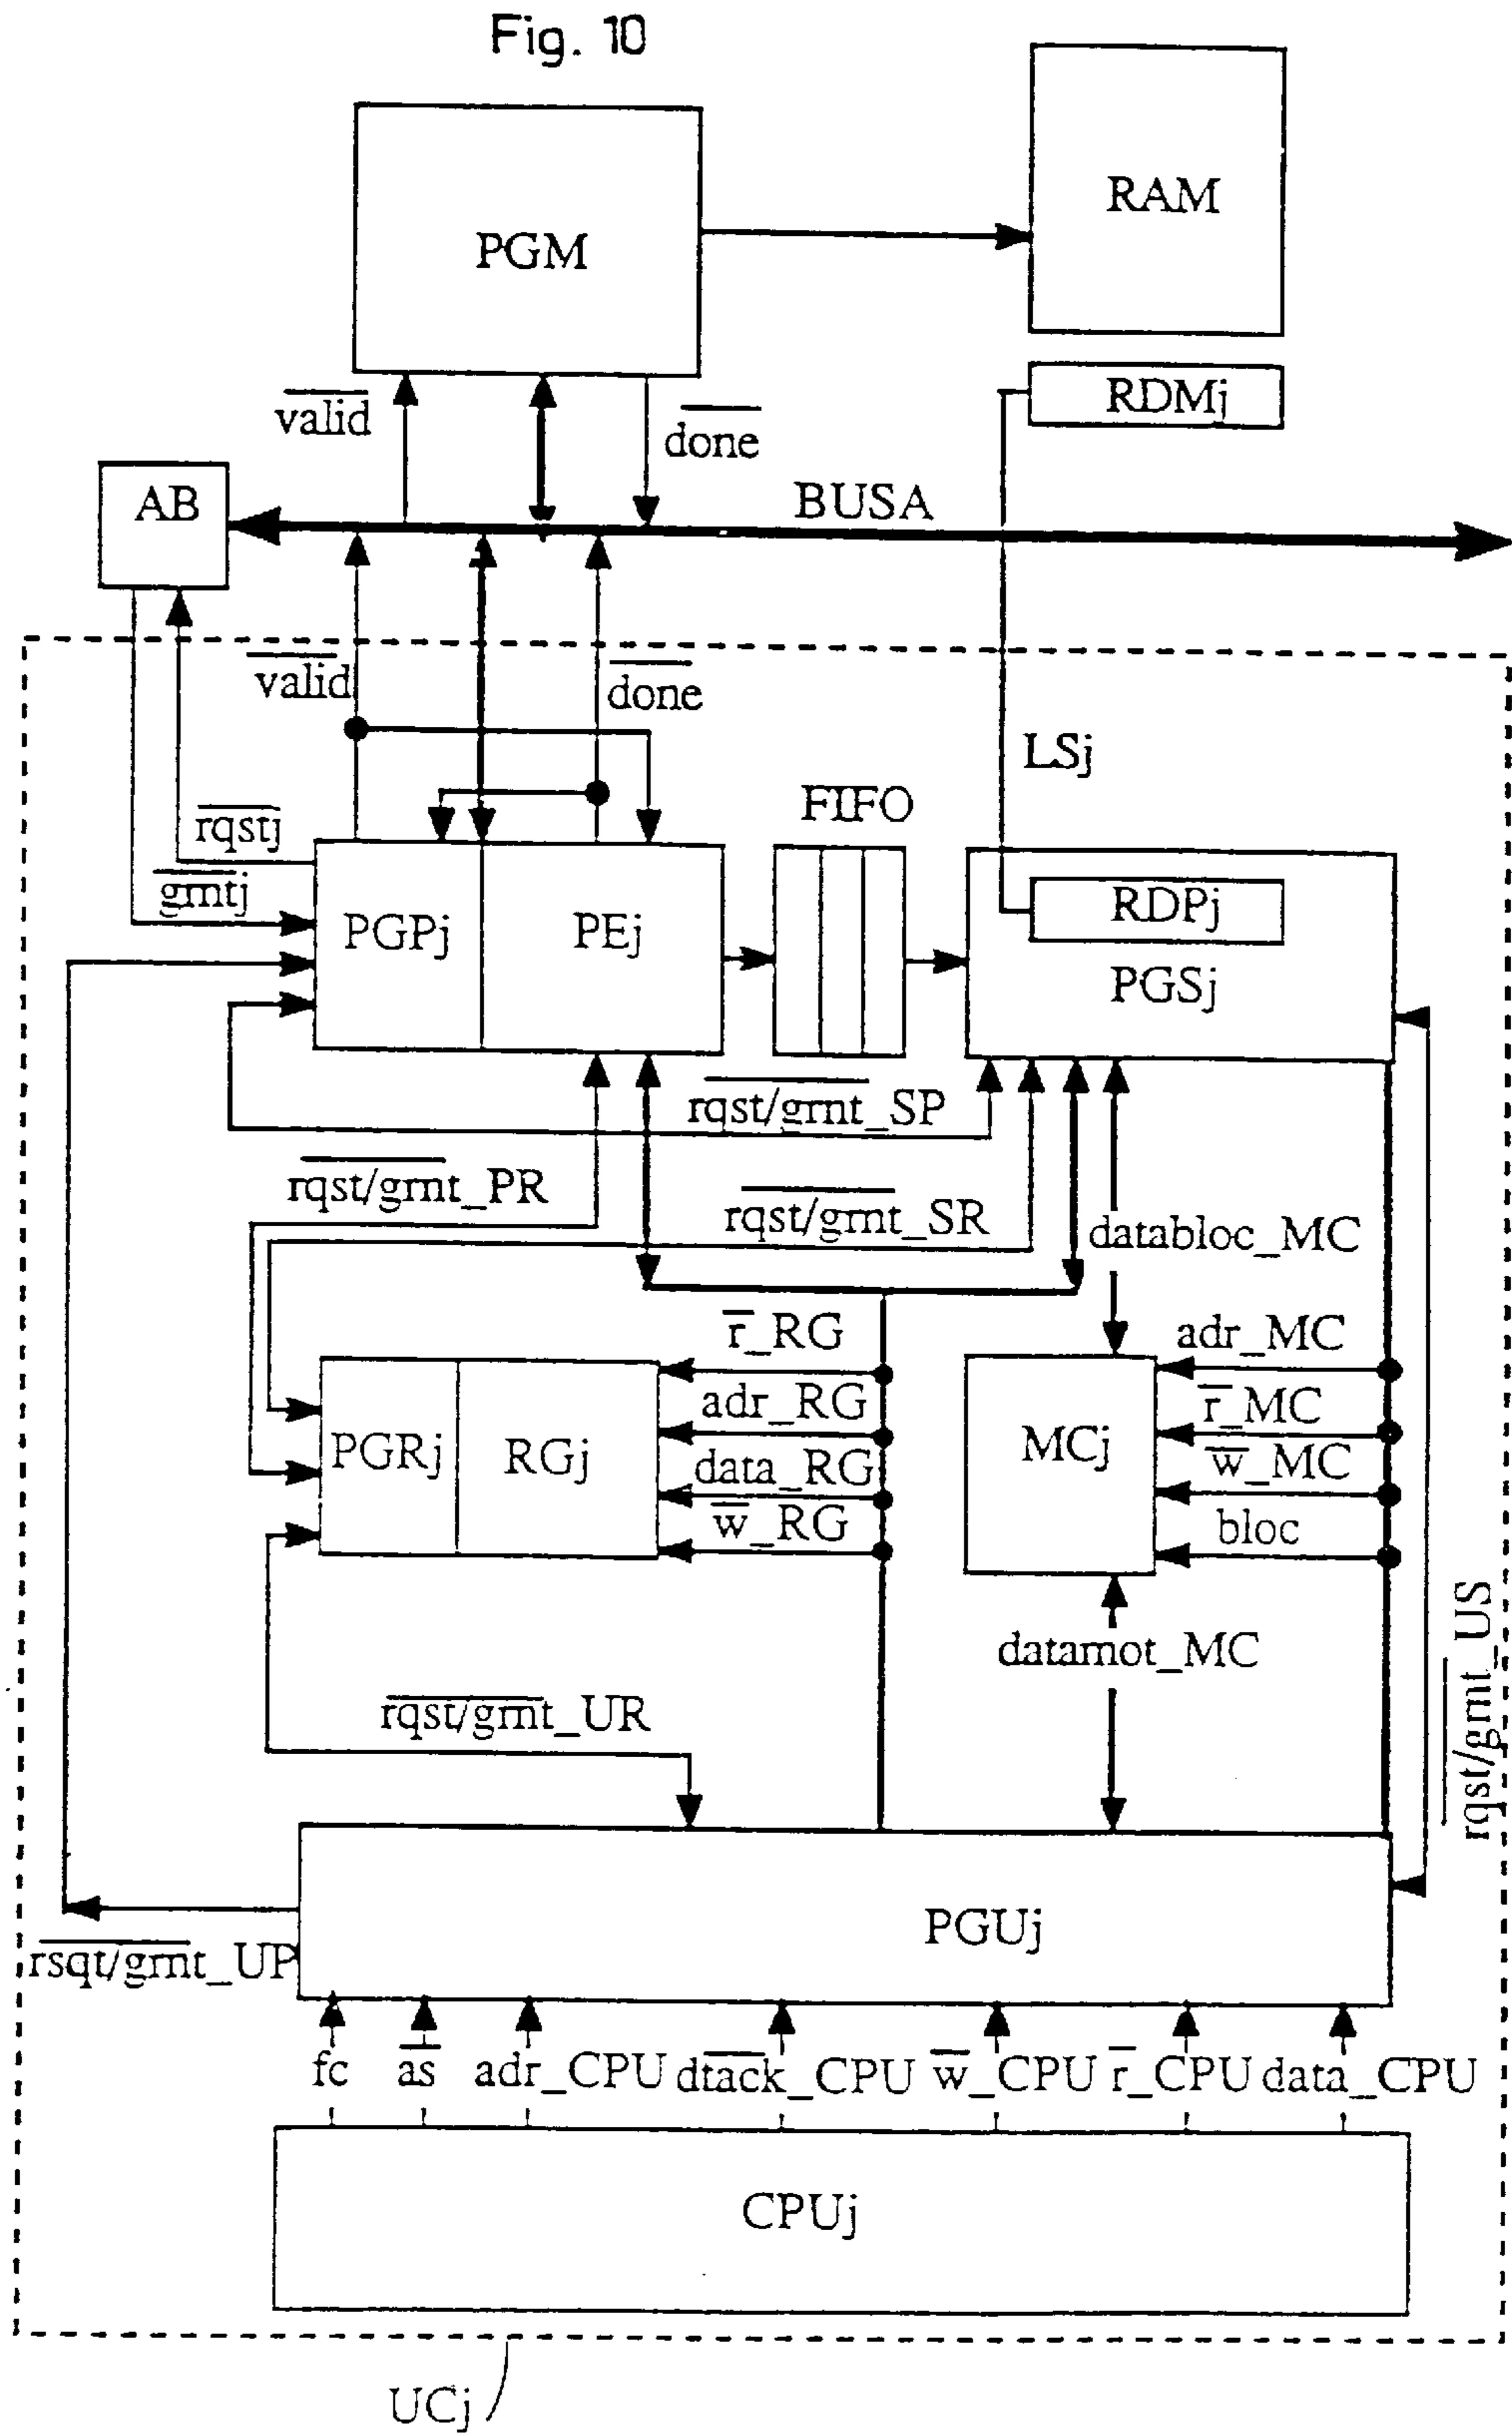 Fig. 10
RAM
PGM
RDMj
valid
done
AB
BUSA
valid
done
LSj
rqstj
FIFO
grntj
PGPj
PEj
RDPj
PGSj
rqst/grnt_SP
rqst/grnt_PR
rqst/grnt_SR
databloc_MC
r_RG
adr_MC
adr_RG
r_MC
PGRj
RGj
MCj
data_RG
w_MC
w_RG
bloc
datamot_MC
rqst/grnt_US
rqst/grnt_UR
PGUj
rsqt/grnt_UP
fc
as
adr_CPU
dtack_CPU
w_CPU
r_CPU
data_CPU
CPUj
UCj